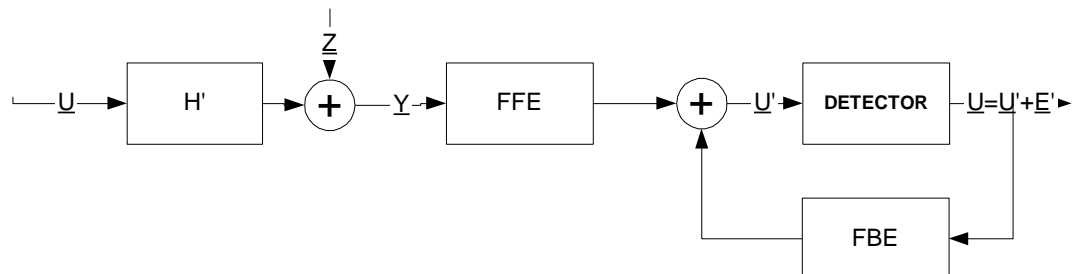 Z
U H' + Y FFE + U' DETECTOR U=U'+E'
FBE